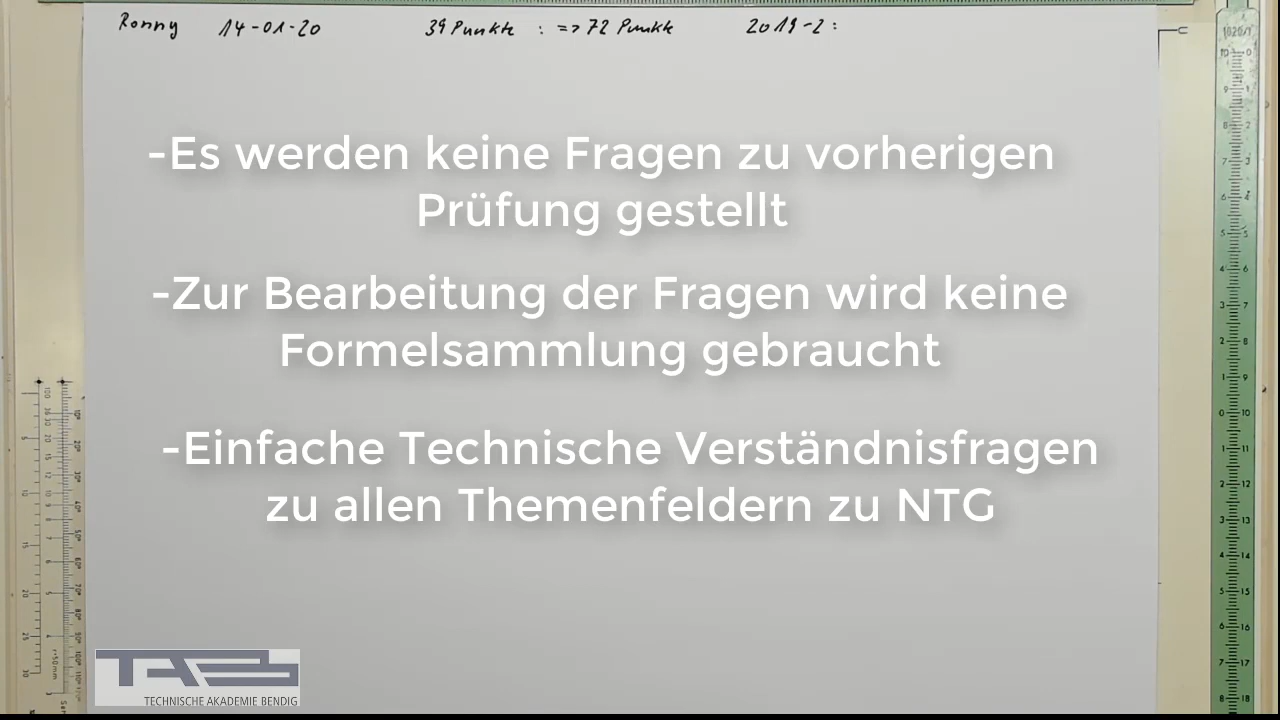 Ronny 14-01-20 39 Punkte : => 72 Punkte 2019-2 :
-Es werden keine Fragen zu vorherigen
Prüfung gestellt
-Zur Bearbeitung der Fragen wird keine
Formelsammlung gebraucht
-Einfache Technische Verständnisfragen
zu allen Themenfeldern zu NTG
TAB
TECHNISCHE AKADEMIE BENDIG